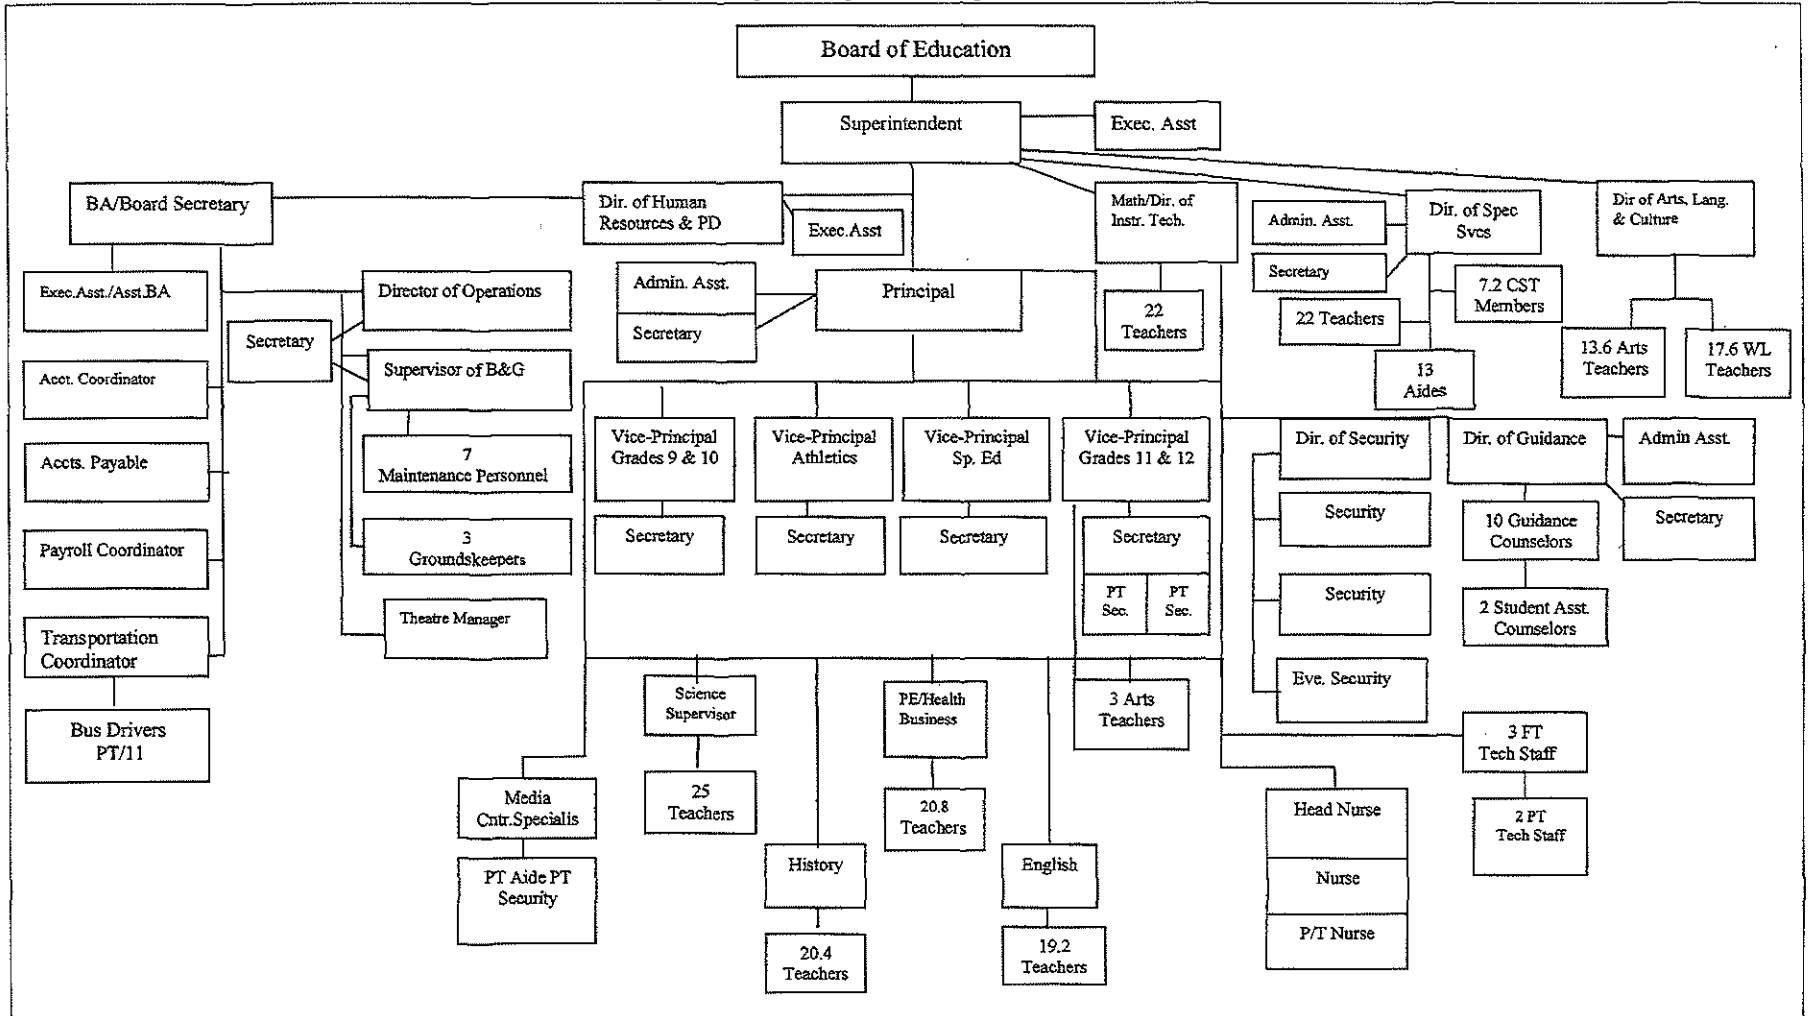 Board of Education
Superintendent
Exec. Asst
BA/Board Secretary
Dir. of Human
Resources & PD
Exec.Asst
Math/Dir. of
Instr. Tech.
Admin. Asst.
Secretary
Dir. of Spec
Svcs
Dir of Arts, Lang.
& Culture
Exec.Asst./Asst.BA
Director of Operations
Secretary
Admin. Asst.
Secretary
Principal
22
Teachers
22 Teachers
7.2 CST
Members
13
Aides
13.6 Arts
Teachers
17.6 WL
Teachers
Acct. Coordinator
Supervisor of B&G
Accts. Payable
7
Maintenance Personnel
Payroll Coordinator
3
Groundskeepers
Transportation
Coordinator
Theatre Manager
Bus Drivers
PT/11
Vice-Principal
Grades 9 & 10
Vice-Principal
Athletics
Vice-Principal
Sp. Ed
Vice-Principal
Grades 11 & 12
Secretary
Secretary
Secretary
Secretary
PT
Sec.
PT
Sec.
Dir. of Security
Dir. of Guidance
Admin Asst.
Security
10 Guidance
Counselors
Secretary
Security
2 Student Asst.
Counselors
Eve. Security
Science
Supervisor
PE/Health
Business
3 Arts
Teachers
3 FT
Tech Staff
Media
Cntr.Specialis
25
Teachers
20.8
Teachers
Head Nurse
Nurse
P/T Nurse
2 PT
Tech Staff
PT Aide PT
Security
History
English
20.4
Teachers
19.2
Teachers